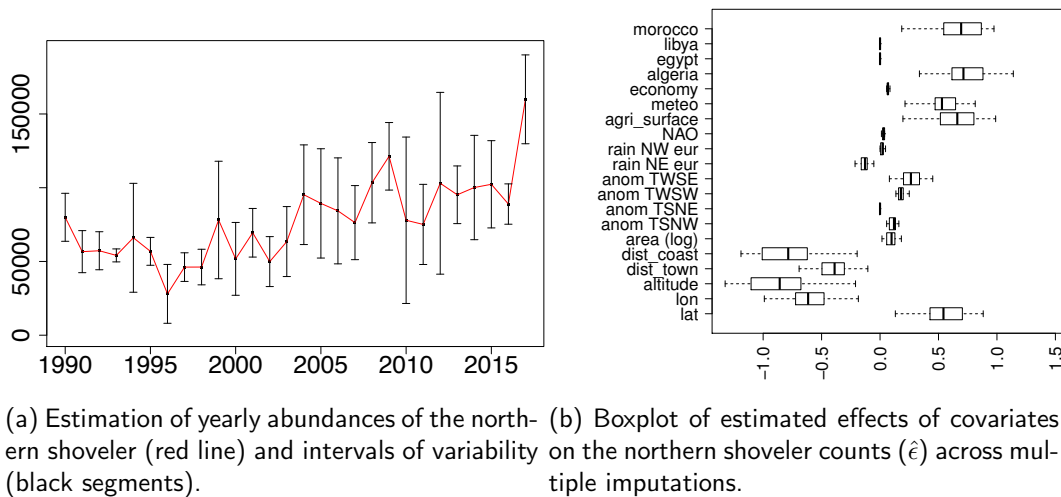 0
50000
150000
1990
1995
2000
2005
2010
2015
morocco
libya
egypt
algeria
economy
meteo
agri_surface
NAO
rain NW eur
rain NE eur
anom TWSE
anom TWSW
anom TSNE
anom TSNW
area (log)
dist_coast
dist_town
altitude
lon
lat
−1.0
−0.5
0.0
0.5
1.0
1.5
(a) Estimation of yearly abundances of the north-
ern shoveler (red line) and intervals of variability
(black segments).
(b) Boxplot of estimated effects of covariates
on the northern shoveler counts (ϵ̂) across mul-
tiple imputations.